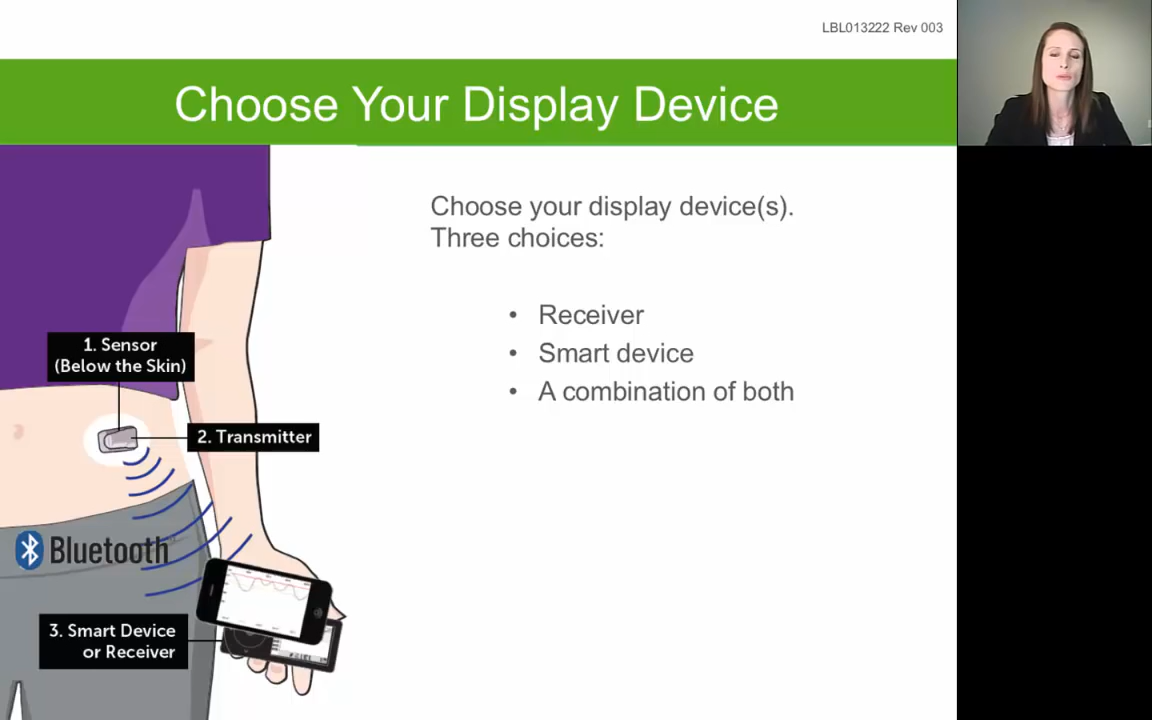 LBL013222 Rev 003
Choose Your Display Device
Choose your display device(s).
Three choices:
• Receiver
• Smart device
• A combination of both
1. Sensor
(Below the Skin)
2. Transmitter
Bluetooth
3. Smart Device
or Receiver